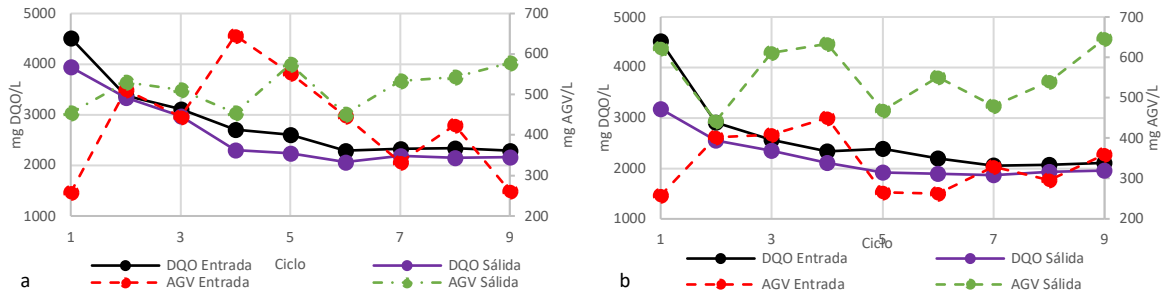 5000 700
4000 600
3000 500
2000 400
1000 300
200
mg DQO/L
mg AGV/L
1 3 5 7 9
Ciclo
DQO Entrada DQO Sálida
AGV Entrada AGV Sálida
a
5000 700
4000 600
3000 500
2000 400
1000 300
200
mg DQO/L
mg AGV/L
1 3 5 7 9
Ciclo
DQO Entrada DQO Sálida
AGV Entrada AGV Sálida
b